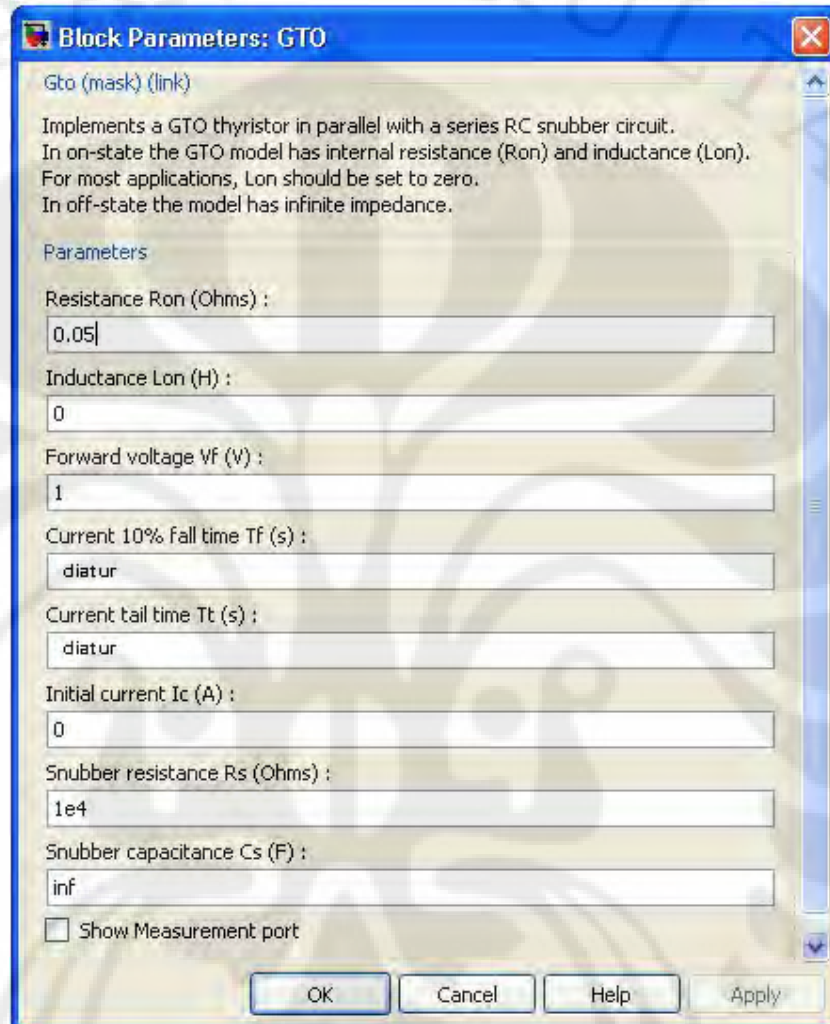 Block Parameters: GTO
Gto (mask) (link)
Implements a GTO thyristor in parallel with a series RC snubber circuit.
In on-state the GTO model has internal resistance (Ron) and inductance (Lon).
For most applications, Lon should be set to zero.
In off-state the model has infinite impedance.
Parameters
Resistance Ron (Ohms) :
0.05
Inductance Lon (H) :
0
Forward voltage Vf (V) :
1
Current 10% fall time Tf (s) :
diatur
Current tail time Tt (s) :
diatur
Initial current Ic (A) :
0
Snubber resistance Rs (Ohms) :
1e4
Snubber capacitance Cs (F) :
inf
Show Measurement port
OK Cancel Help Apply